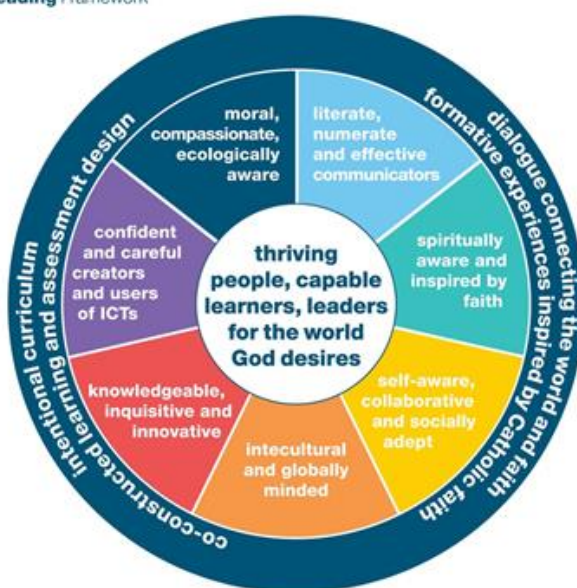 Framework
thriving
people, capable
learners, leaders
for the world
God desires
moral,
compassionate,
ecologically
aware
literate,
numerate
and effective
communicators
spiritually
aware and
inspired by
faith
self-aware,
collaborative
and socially
adept
intecultural
and globally
minded
knowledgeable,
inquisitive and
innovative
confident
and careful
creators
and users
of ICTs
dialogue connecting the world and faith
formative experiences inspired by Catholic faith
intentional curriculum
co-constructed learning and assessment design